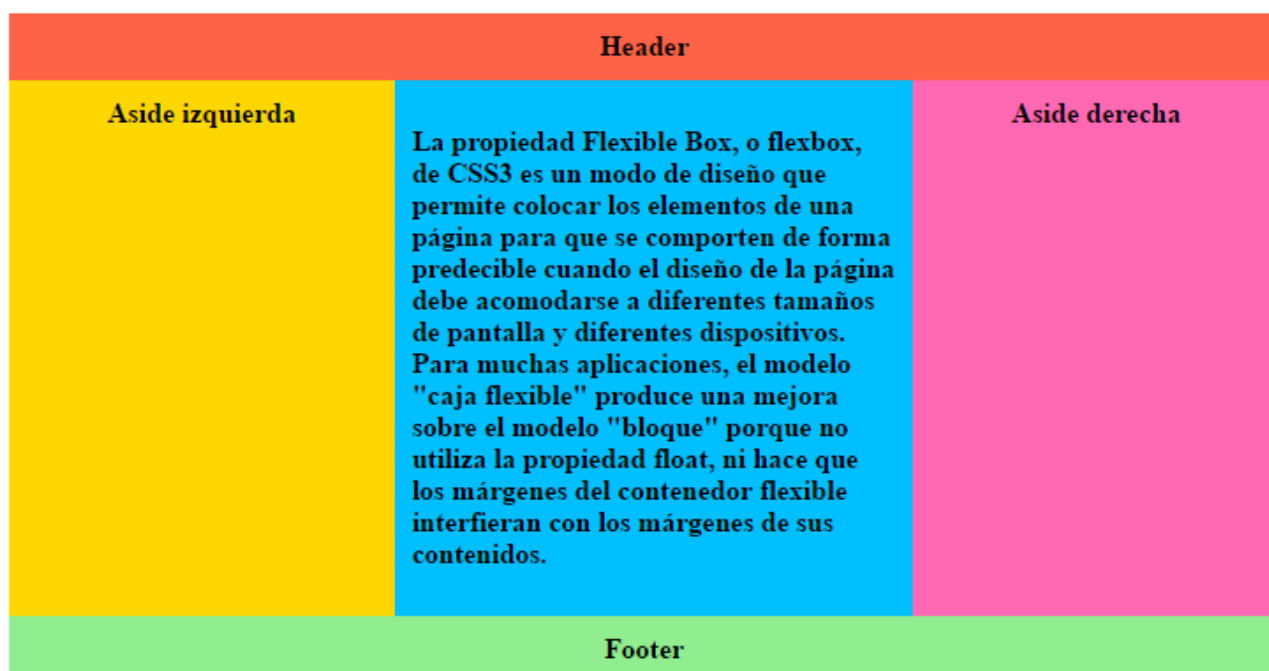 Header
Aside izquierda
La propiedad Flexible Box, o flexbox,
de CSS3 es un modo de diseño que
permite colocar los elementos de una
página para que se comporten de forma
predecible cuando el diseño de la página
debe acomodarse a diferentes tamaños
de pantalla y diferentes dispositivos.
Para muchas aplicaciones, el modelo
"caja flexible" produce una mejora
sobre el modelo "bloque" porque no
utiliza la propiedad float, ni hace que
los márgenes del contenedor flexible
interfieran con los márgenes de sus
contenidos.
Aside derecha
Footer